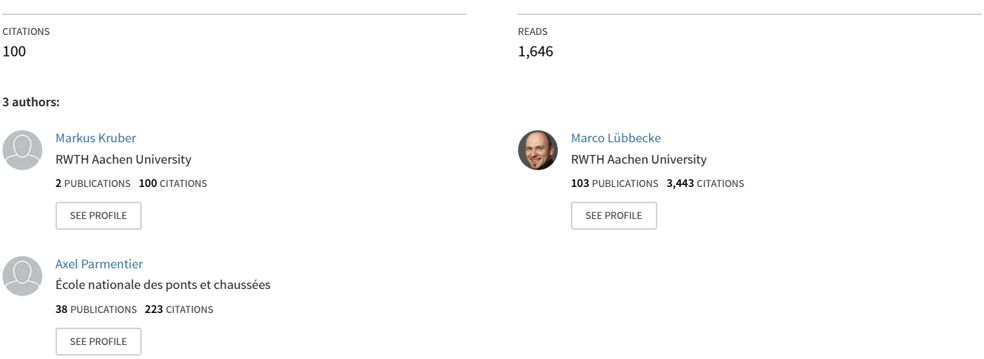 CITATIONS
100
READS
1,646
3 authors:
Markus Kruber
RWTH Aachen University
2 PUBLICATIONS 100 CITATIONS
SEE PROFILE
Marco Lübbecke
RWTH Aachen University
103 PUBLICATIONS 3,443 CITATIONS
SEE PROFILE
Axel Parmentier
École nationale des ponts et chaussées
38 PUBLICATIONS 223 CITATIONS
SEE PROFILE